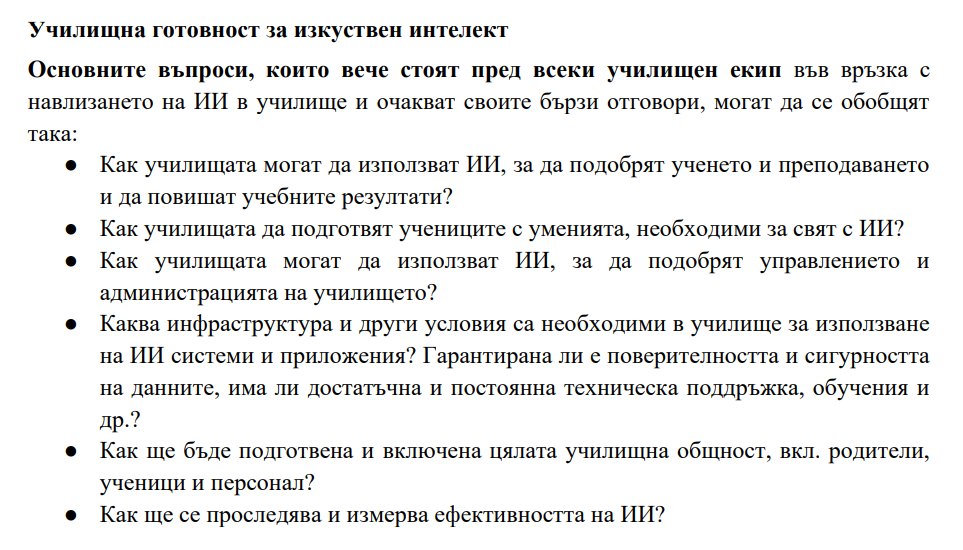 Училищна готовност за изкуствен интелект
Основните въпроси, които вече стоят пред всеки училищен екип във връзка с
навлизането на ИИ в училище и очакват своите бързи отговори, могат да се обобщят
така:
● Как училищата могат да използват ИИ, за да подобрят ученето и преподаването
и да повишат учебните резултати?
● Как училищата да подготвят учениците с уменията, необходими за свят с ИИ?
● Как училищата могат да използват ИИ, за да подобрят управлението и
администрацията на училището?
● Каква инфраструктура и други условия са необходими в училище за използване
на ИИ системи и приложения? Гарантирана ли е поверителността и сигурността
на данните, има ли достатъчна и постоянна техническа поддръжка, обучения и
др.?
● Как ще бъде подготвена и включена цялата училищна общност, вкл. родители,
ученици и персонал?
● Как ще се проследява и измерва ефективността на ИИ?